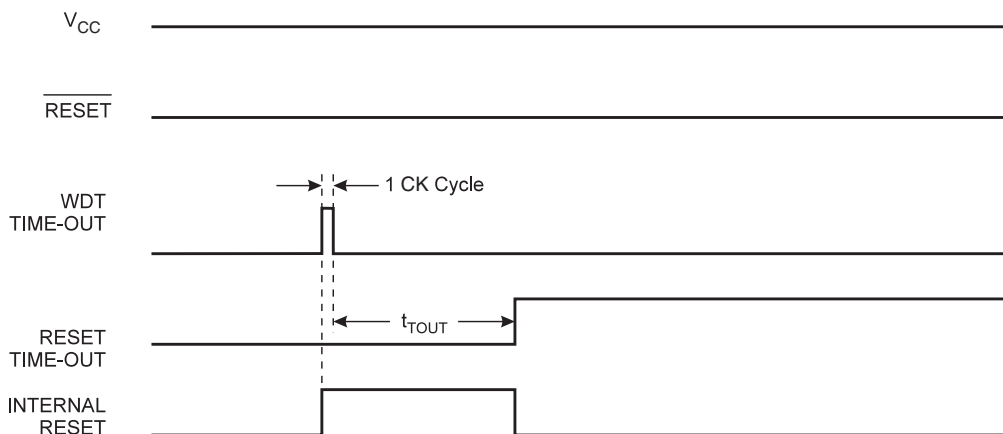 VCC
RESET
1 CK Cycle
WDT
TIME-OUT
tTOUT
RESET
TIME-OUT
INTERNAL
RESET